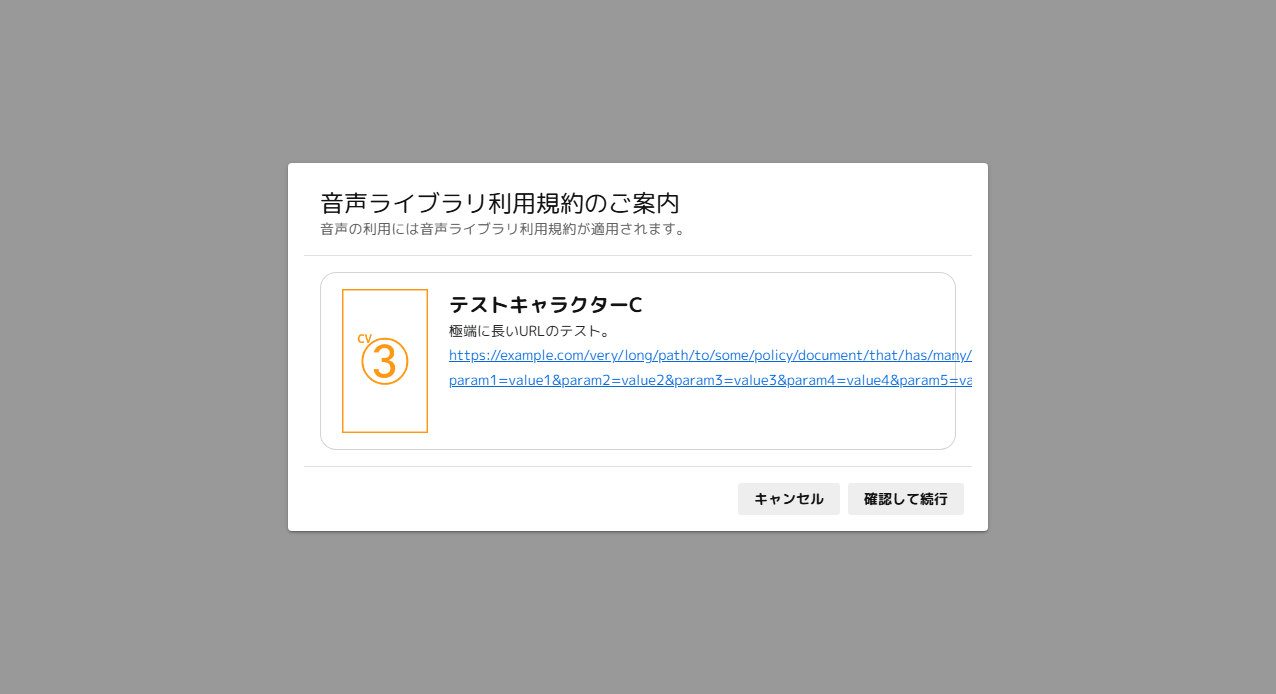 音声ライブラリ利用規約のご案内
音声の利用には音声ライブラリ利用規約が適用されます。
CV
③
テストキャラクターC
極端に長いURLのテスト。
https://example.com/very/long/path/to/some/policy/document/that/has/many/
param1=value1&param2=value2&param3=value3&param4=value4&param5=va
キャンセル
確認して続行